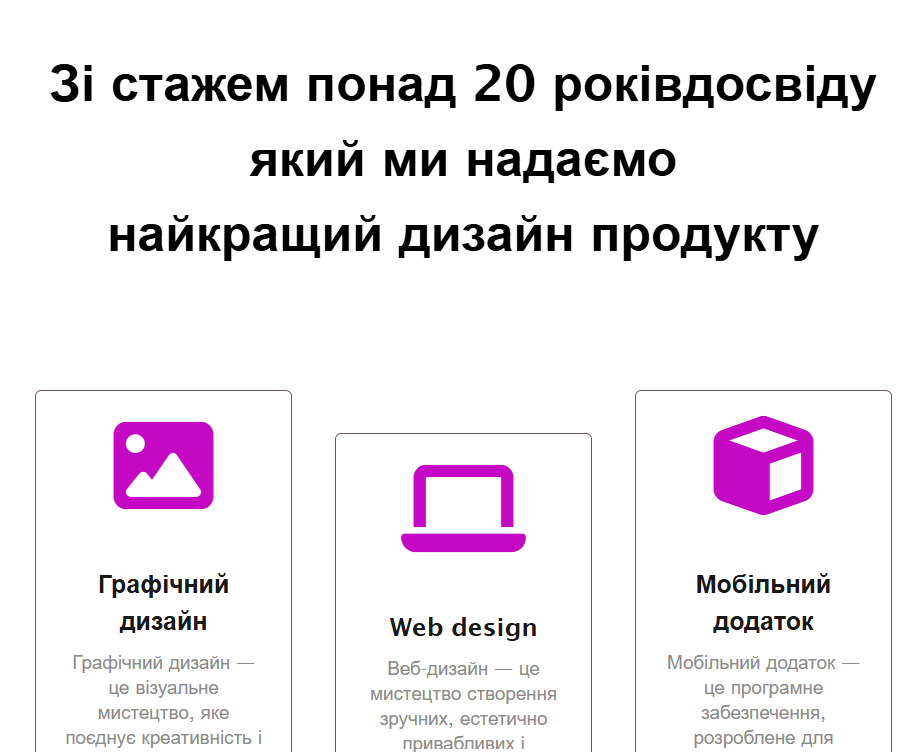 Зі стажем понад 20 роківдосвіду
який ми надаємо
найкращий дизайн продукту
Графічний
дизайн
Графічний дизайн —
це візуальне
мистецтво, яке
поєднує креативність і
Web design
Веб-дизайн — це
мистецтво створення
зручних, естетично
привабливих і
Мобільний
додаток
Мобільний додаток —
це програмне
забезпечення,
розроблене для